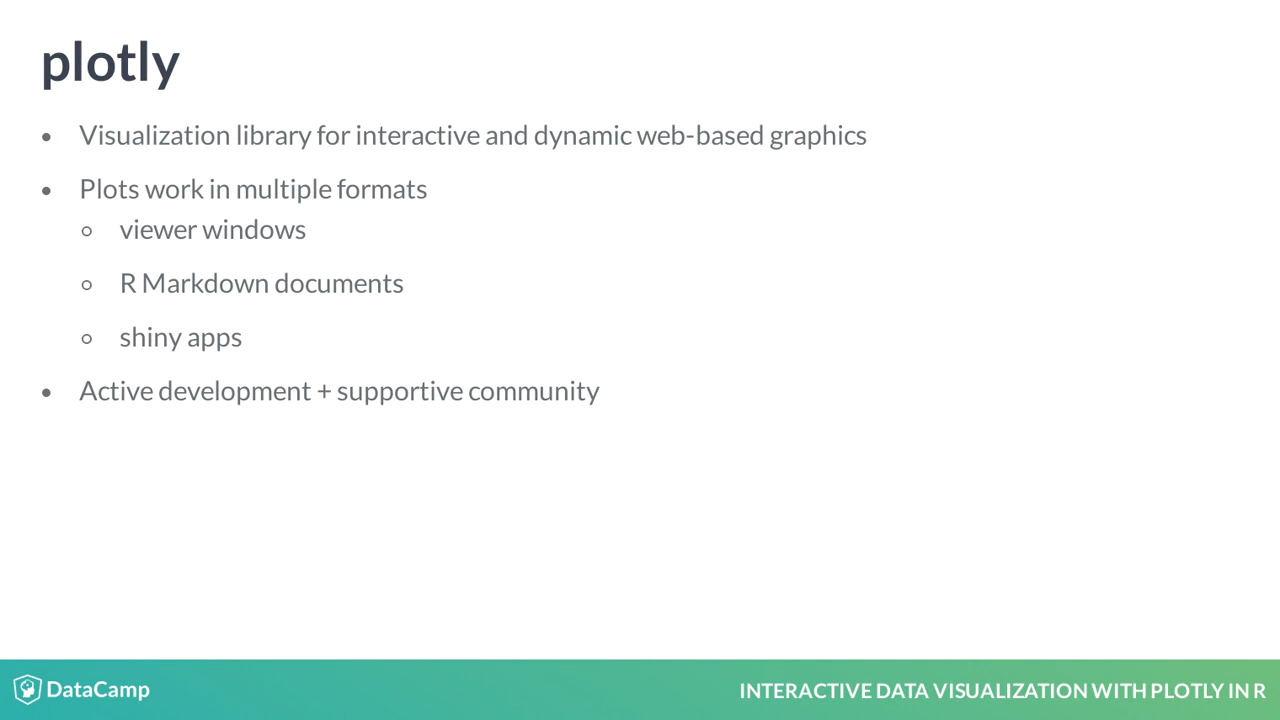 plotly
• Visualization library for interactive and dynamic web-based graphics
• Plots work in multiple formats
◦ viewer windows
◦ R Markdown documents
◦ shiny apps
• Active development + supportive community
DataCamp
INTERACTIVE DATA VISUALIZATION WITH PLOTLY IN R